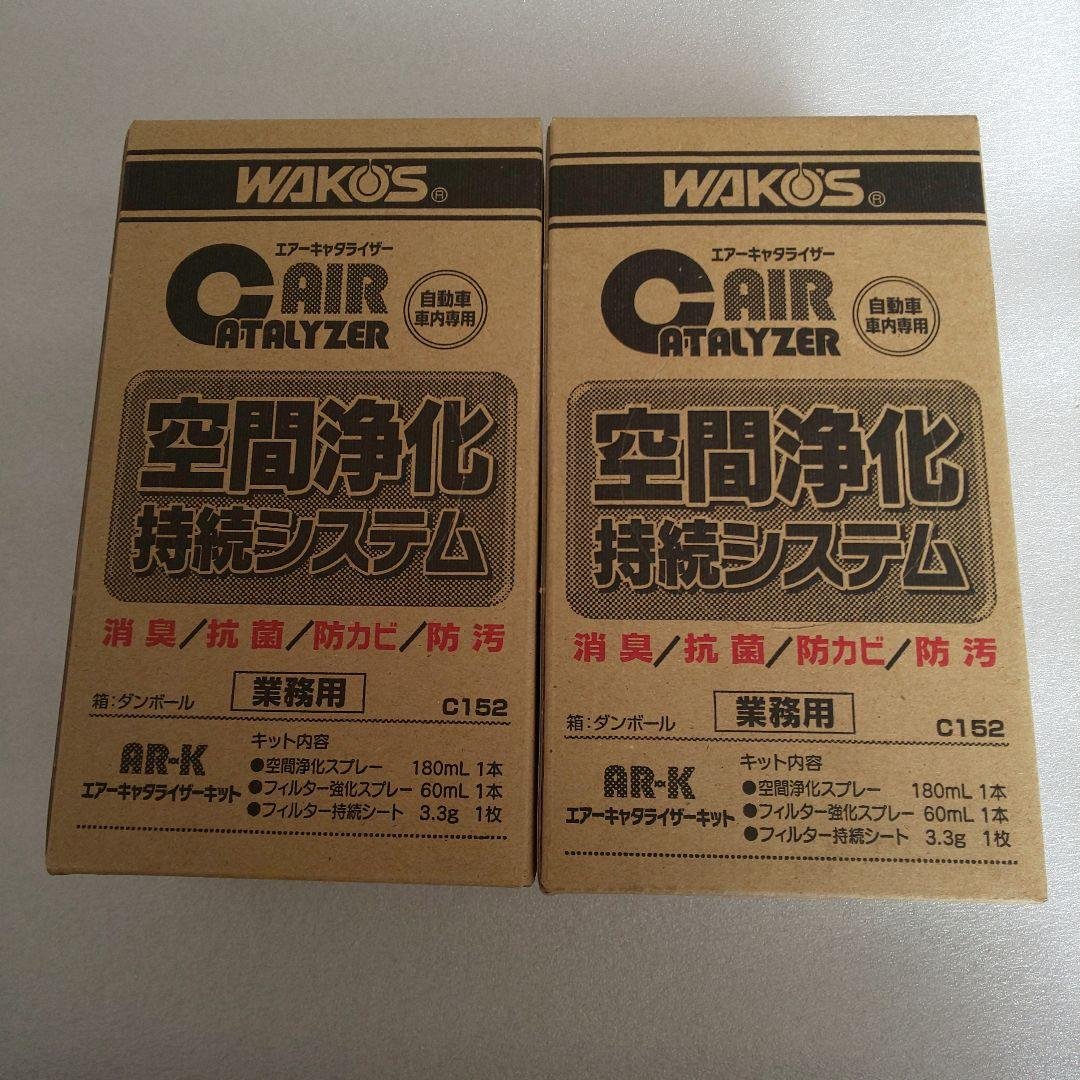 WAKO'S®
エアーキャタライザー
AIR
CATALYZER
自動車
車内専用
空間浄化
持続システム
消臭/抗菌/防カビ/防汚
箱:ダンボール
業務用
C152
AR-K
エアーキャタライザーキット
キット内容
●空間浄化スプレー 180mL 1本
●フィルター強化スプレー 60mL 1本
●フィルター持続シート 3.3g 1枚
WAKO'S®
エアーキャタライザー
AIR
CATALYZER
自動車
車内専用
空間浄化
持続システム
消臭/抗菌/防カビ/防汚
箱:ダンボール
業務用
C152
AR-K
エアーキャタライザーキット
キット内容
●空間浄化スプレー 180mL 1本
●フィルター強化スプレー 60mL 1本
●フィルター持続シート 3.3g 1枚